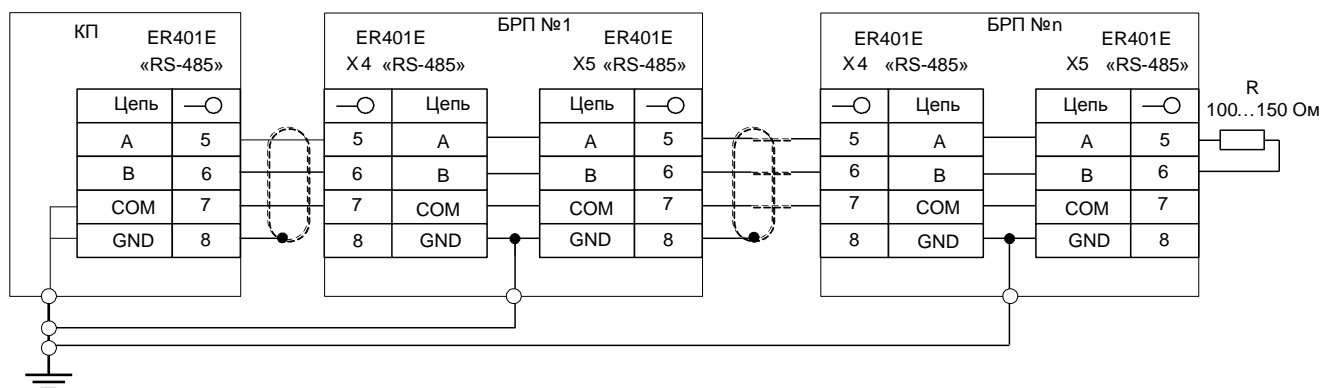 КП
ER401E
«RS-485»
Цепь
A 5
B 6
COM 7
GND 8
БРП №1
ER401E
X4 «RS-485»
Цепь
5 A
6 B
7 COM
8 GND
ER401E
X5 «RS-485»
Цепь
A 5
B 6
COM 7
GND 8
БРП №n
ER401E
X4 «RS-485»
Цепь
5 A
6 B
7 COM
8 GND
ER401E
X5 «RS-485»
Цепь
A 5
B 6
COM 7
GND 8
R
100...150 Ом